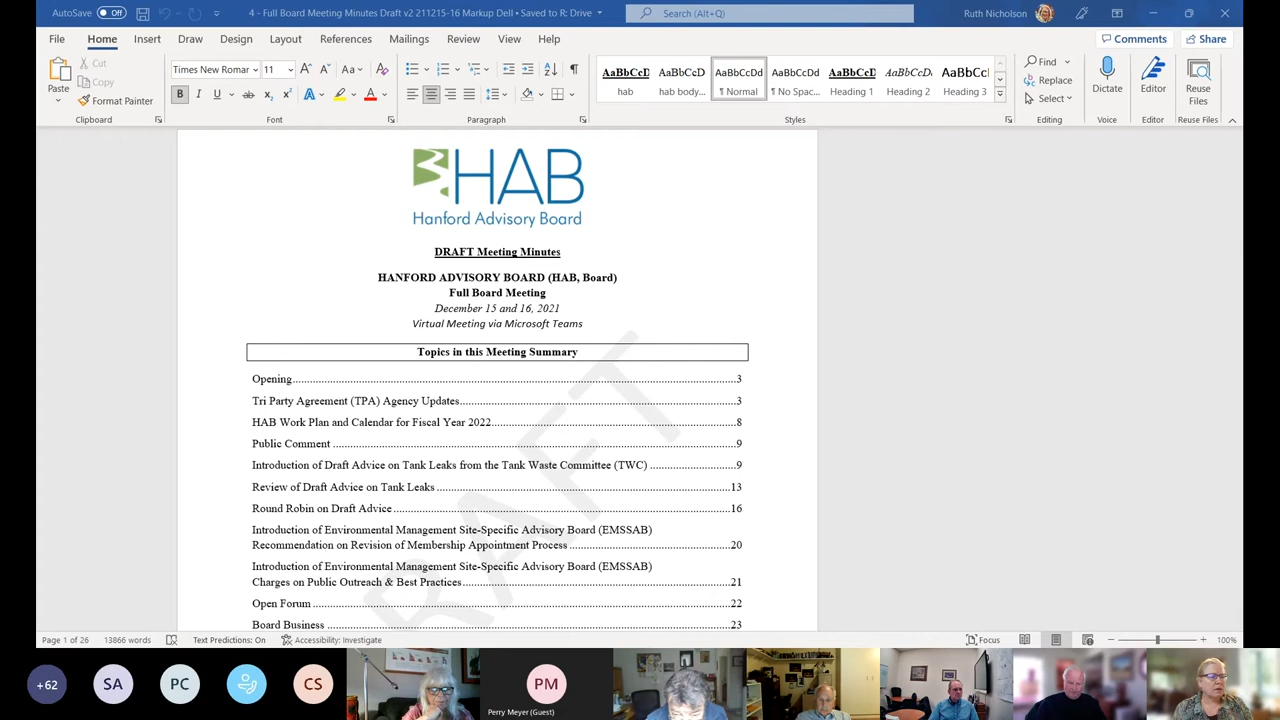 AutoSave Off 4 - Full Board Meeting Minutes Draft v2 211215-16 Markup Dell • Saved to R: Drive Search (Alt+Q) Ruth Nicholson
File Home Insert Draw Design Layout References Mailings Review View Help Comments Share
Paste Cut Copy Format Painter
Times New Roman 11
AaBbCcD AaBbCcD AaBbCcDd AaBbCcDd AaBbCcD AaBbCcD AaBbCc
hab hab body... ¶ Normal ¶ No Spac... Heading 1 Heading 2 Heading 3
Find Replace Select Dictate Editor Reuse Files
Clipboard Font Paragraph Styles Editing Voice Editor Reuse Files
HAB
Hanford Advisory Board
DRAFT Meeting Minutes
HANFORD ADVISORY BOARD (HAB, Board)
Full Board Meeting
December 15 and 16, 2021
Virtual Meeting via Microsoft Teams
Topics in this Meeting Summary
Opening 3
Tri Party Agreement (TPA) Agency Updates 3
HAB Work Plan and Calendar for Fiscal Year 2022 8
Public Comment 9
Introduction of Draft Advice on Tank Leaks from the Tank Waste Committee (TWC) 9
Review of Draft Advice on Tank Leaks 13
Round Robin on Draft Advice 16
Introduction of Environmental Management Site-Specific Advisory Board (EMSSAB)
Recommendation on Revision of Membership Appointment Process 20
Introduction of Environmental Management Site-Specific Advisory Board (EMSSAB)
Charges on Public Outreach & Best Practices 21
Open Forum 22
Board Business 23
DRAFT
Page 1 of 26 13866 words Text Predictions: On Accessibility: Investigate Focus 100%
+62 SA PC CS PM
Perry Meyer (Guest)